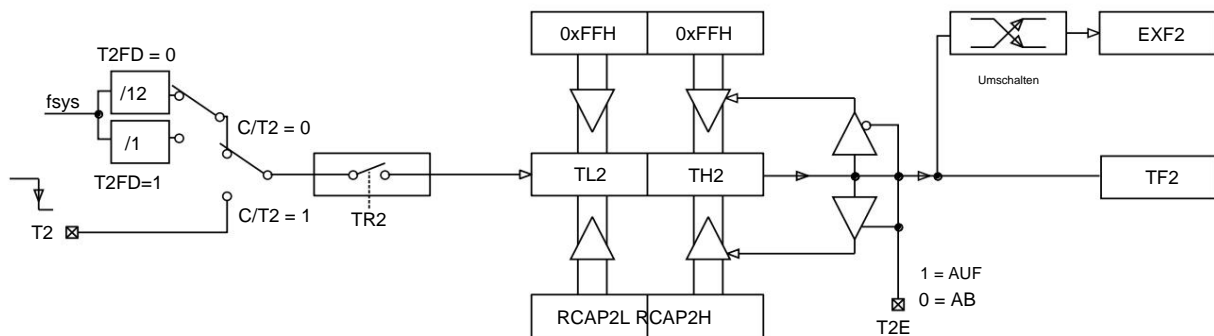 0xFFH 0xFFH
EXF2
T2FD = 0
Umschalten
/12
fsys
C/T2 = 0
/1
TL2 TH2
TF2
T2FD=1
C/T2 = 1
TR2
T2
1 = AUF
0 = AB
RCAP2L RCAP2H
T2E